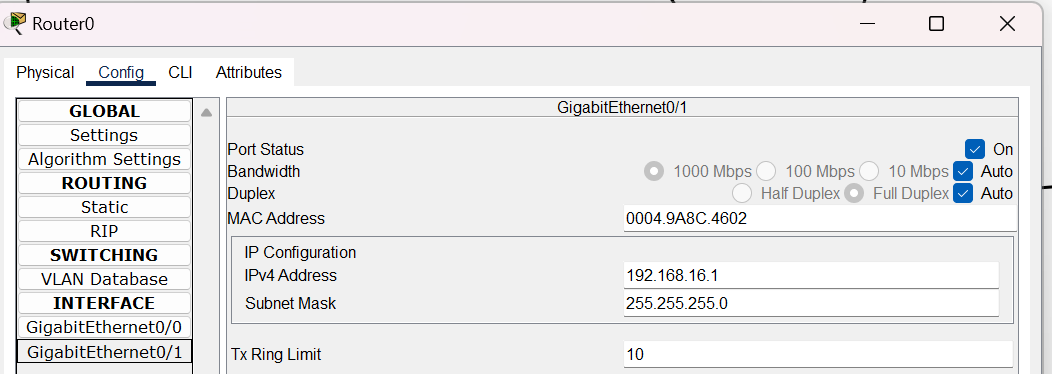 Router0
Physical Config CLI Attributes
GLOBAL
Settings
Algorithm Settings
ROUTING
Static
RIP
SWITCHING
VLAN Database
INTERFACE
GigabitEthernet0/0
GigabitEthernet0/1
GigabitEthernet0/1
Port Status On
Bandwidth 1000 Mbps 100 Mbps 10 Mbps Auto
Duplex Half Duplex Full Duplex Auto
MAC Address 0004.9A8C.4602
IP Configuration
IPv4 Address 192.168.16.1
Subnet Mask 255.255.255.0
Tx Ring Limit 10